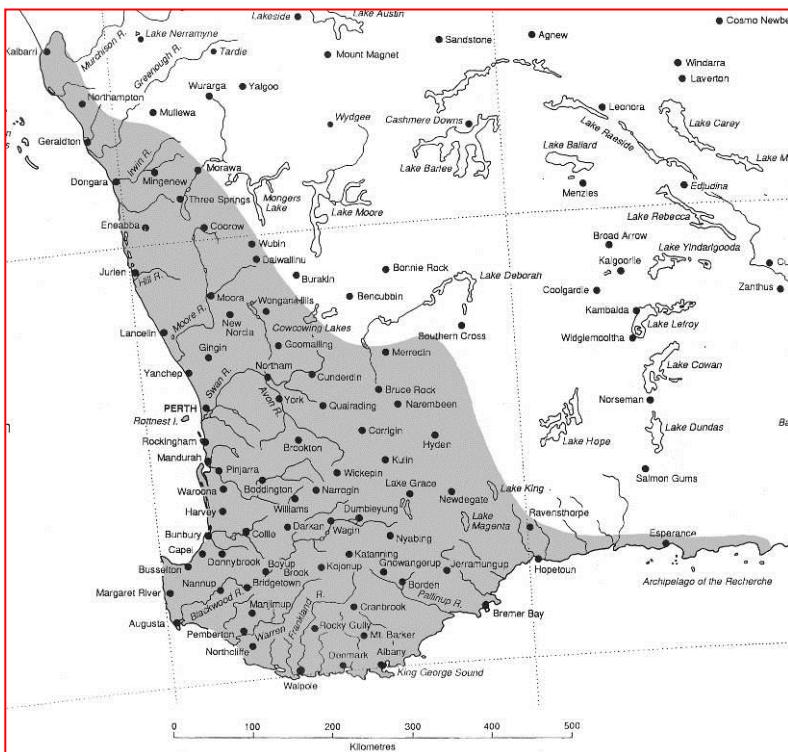 Lakeside
Lake Austin
Cosmo Newbe
Lake Nerramyne
Sandstone
Agnew
Kalbarri
Murchison R.
Tardie
Mount Magnet
Windarra
Greenough R.
Laverton
Wurarga
Yalgoo
Northampton
Mullewa
Wydgee
Cashmere Downs
Leonora
Lake Carey
Geraldton
Lake Raeside
Irwin R.
Morawa
Lake Barlee
Lake Ballard
Lake M
Dongara
Mingenew
Menzies
Edjudina
Three Springs
Mongers
Lake
Lake Moore
Lake Rebecca
Eneabba
Coorow
Wubin
Broad Arrow
Lake Yindarlgooda
Dalwallinu
Kalgoorlie
Cu
Jurien
Hill R.
Burakin
Bonnie Rock
Lake Deborah
Coolgardie
Zanthus
Moora
Wongan Hills
Bencubbin
Moore R.
New
Norcia
Cowcowing Lakes
Southern Cross
Kambalda
Lake Lefroy
Lancelin
Gingin
Goomalling
Merredin
Widgiemooltha
Yanchep
Swan R.
Northam
Cunderdin
Bruce Rock
Lake Cowan
Avon R.
York
Quairading
Narembeen
Norseman
PERTH
Rottnest I.
Corrigin
Hyden
Lake Hope
Lake Dundas
Ba
Rockingham
Brookton
Mandurah
Pinjarra
Wickepin
Kulin
Salmon Gums
Waroona
Boddington
Narrogin
Lake Grace
Newdegate
Lake King
Harvey
Williams
Dumbleyung
Lake
Magenta
Ravensthorpe
Bunbury
Collie
Darkan
Wagin
Nyabing
Esperance
Capel
Donnybrook
Boyup
Brook
Katanning
Kojonup
Gnowangerup
Jerramungup
Hopetoun
Busselton
Nannup
Bridgetown
Borden
Archipelago of the Recherche
Margaret River
Blackwood R.
Manjimup
Frankland R.
Cranbrook
Pallinup R.
Bremer Bay
Augusta
Pemberton
Warren
Rocky Gully
Mt. Barker
Northcliffe
Denmark
Albany
King George Sound
Walpole
0 100 200 300 400 500
Kilometres